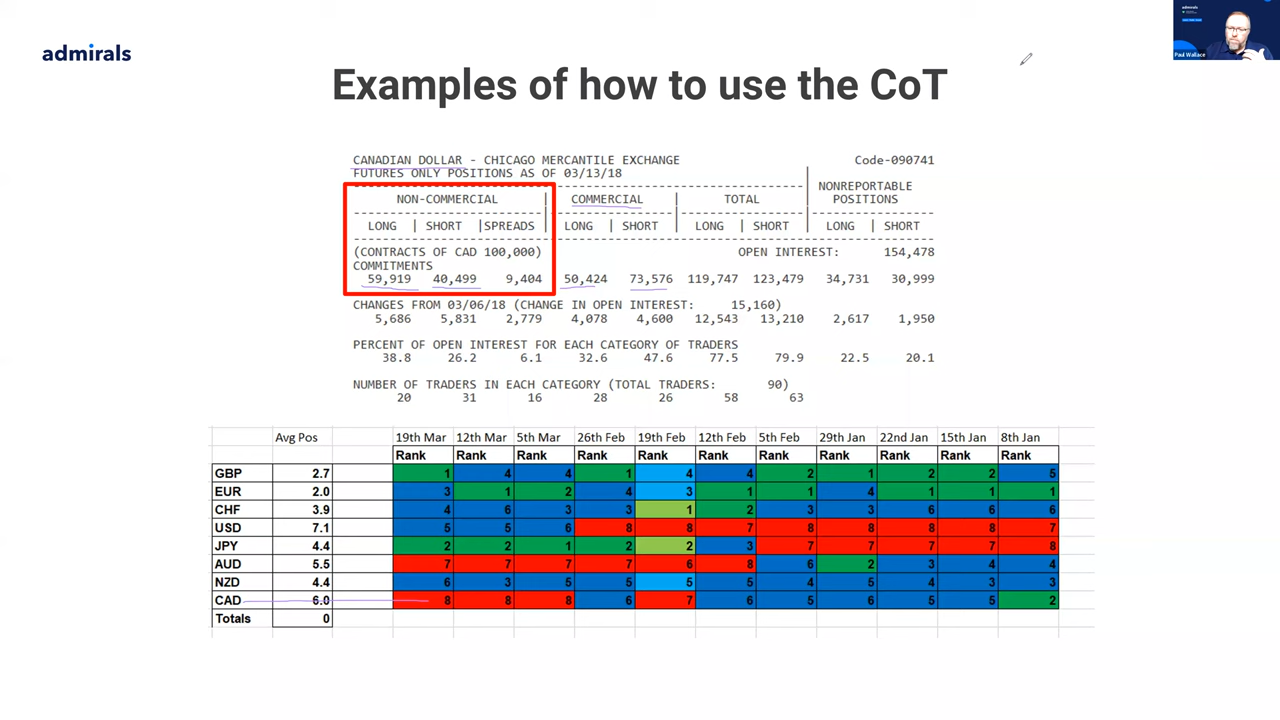 admirals
admirals
Paul Wallace
Examples of how to use the CoT
CANADIAN DOLLAR - CHICAGO MERCANTILE EXCHANGE Code-090741
FUTURES ONLY POSITIONS AS OF 03/13/18
NONREPORTABLE
NON-COMMERCIAL | COMMERCIAL | TOTAL | POSITIONS
LONG | SHORT |SPREADS | LONG | SHORT | LONG | SHORT | LONG | SHORT
(CONTRACTS OF CAD 100,000) OPEN INTEREST: 154,478
COMMITMENTS
59,919 40,499 9,404 50,424 73,576 119,747 123,479 34,731 30,999
CHANGES FROM 03/06/18 (CHANGE IN OPEN INTEREST: 15,160)
5,686 5,831 2,779 4,078 4,600 12,543 13,210 2,617 1,950
PERCENT OF OPEN INTEREST FOR EACH CATEGORY OF TRADERS
38.8 26.2 6.1 32.6 47.6 77.5 79.9 22.5 20.1
NUMBER OF TRADERS IN EACH CATEGORY (TOTAL TRADERS: 90)
20 31 16 28 26 58 63
Avg Pos 19th Mar 12th Mar 5th Mar 26th Feb 19th Feb 12th Feb 5th Feb 29th Jan 22nd Jan 15th Jan 8th Jan
Rank Rank Rank Rank Rank Rank Rank Rank Rank Rank Rank
GBP 2.7 1 4 4 1 4 4 2 1 2 2 5
EUR 2.0 3 1 2 4 3 1 1 4 1 1 1
CHF 3.9 4 6 3 3 1 2 3 3 6 6 6
USD 7.1 5 5 6 8 8 7 8 8 8 8 7
JPY 4.4 2 2 1 2 2 3 7 7 7 7 8
AUD 5.5 7 7 7 7 6 8 6 2 3 4 4
NZD 4.4 6 3 5 5 5 5 4 5 4 3 3
CAD 6.0 8 8 8 6 7 6 5 6 5 5 2
Totals 0